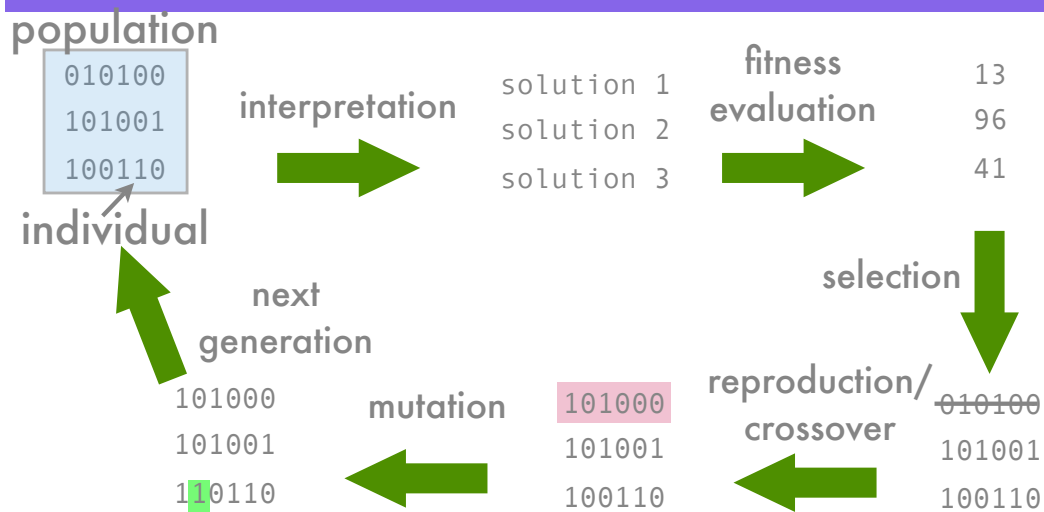 population
010100
101001
100110
individual
interpretation
solution 1
solution 2
solution 3
fitness
evaluation
13
96
41
selection
010100
101001
100110
reproduction/
crossover
101000
101001
100110
mutation
101000
101001
110110
next
generation